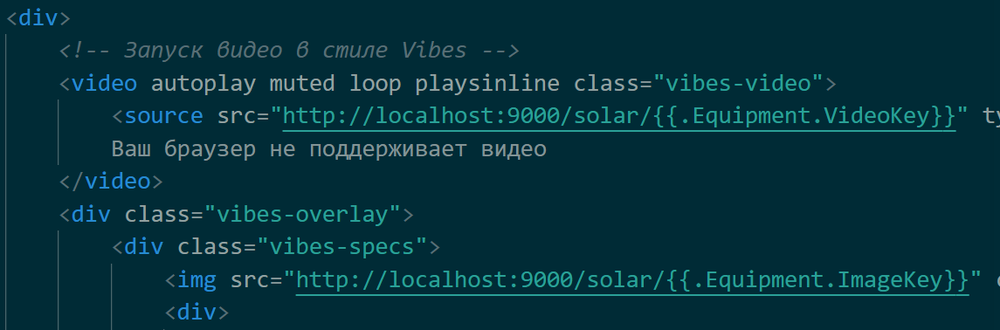 <div>
<!-- Запуск видео в стиле Vibes -->
<video autoplay muted loop playsinline class="vibes-video">
<source src="http://localhost:9000/solar/{{.Equipment.VideoKey}}" ty
Ваш браузер не поддерживает видео
</video>
<div class="vibes-overlay">
<div class="vibes-specs">
<img src="http://localhost:9000/solar/{{.Equipment.ImageKey}}"
<div>